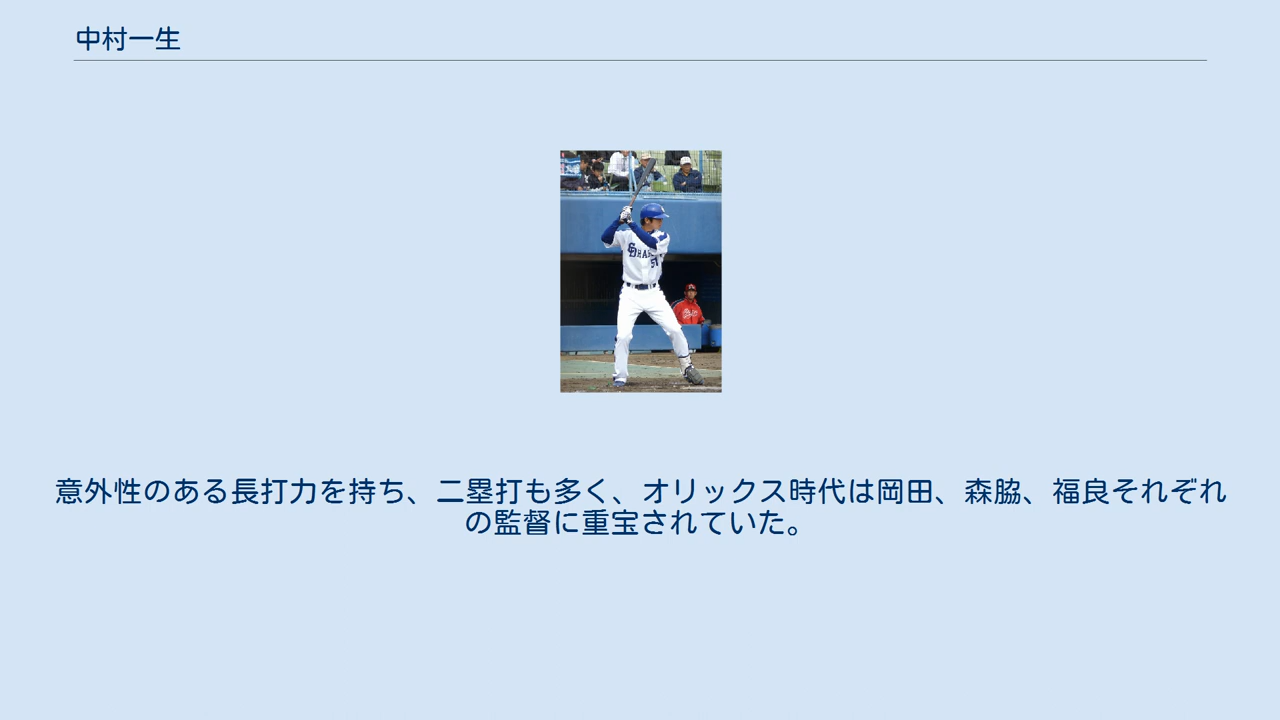 中村一生
意外性のある長打力を持ち、二塁打も多く、オリックス時代は岡田、森脇、福良それぞれ
の監督に重宝されていた。